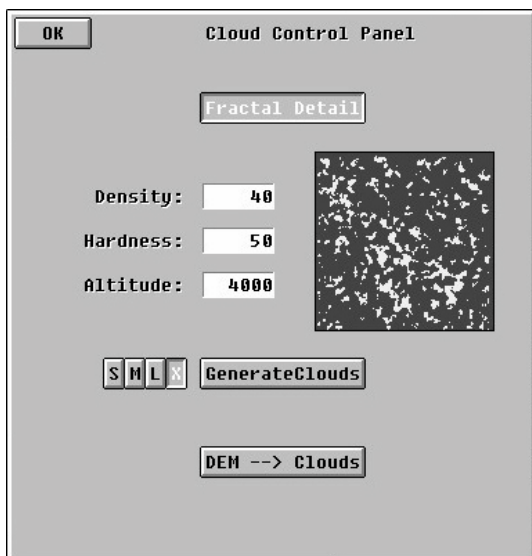 OK
Cloud Control Panel
Fractal Detail
Density: 40
Hardness: 50
Altitude: 4000
S M L X GenerateClouds
DEM --> Clouds